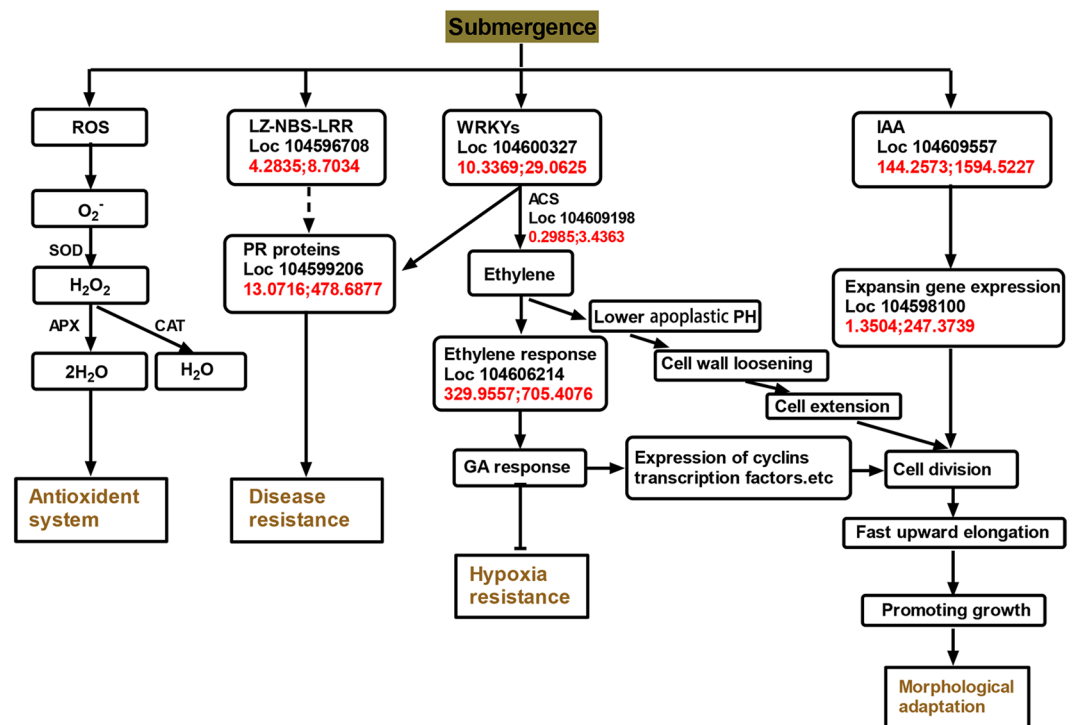 Submergence
ROS
O2-
SOD
H2O2
APX
CAT
2H2O
H2O
Antioxident
system
LZ-NBS-LRR
Loc 104596708
4.2835;8.7034
PR proteins
Loc 104599206
13.0716;478.6877
Disease
resistance
WRKYs
Loc 104600327
10.3369;29.0625
ACS
Loc 104609198
0.2985;3.4363
Ethylene
Lower apoplastic PH
Cell wall loosening
Cell extension
Ethylene response
Loc 104606214
329.9557;705.4076
GA response
Expression of cyclins
transcription factors.etc
Hypoxia
resistance
IAA
Loc 104609557
144.2573;1594.5227
Expansin gene expression
Loc 104598100
1.3504;247.3739
Cell division
Fast upward elongation
Promoting growth
Morphological
adaptation